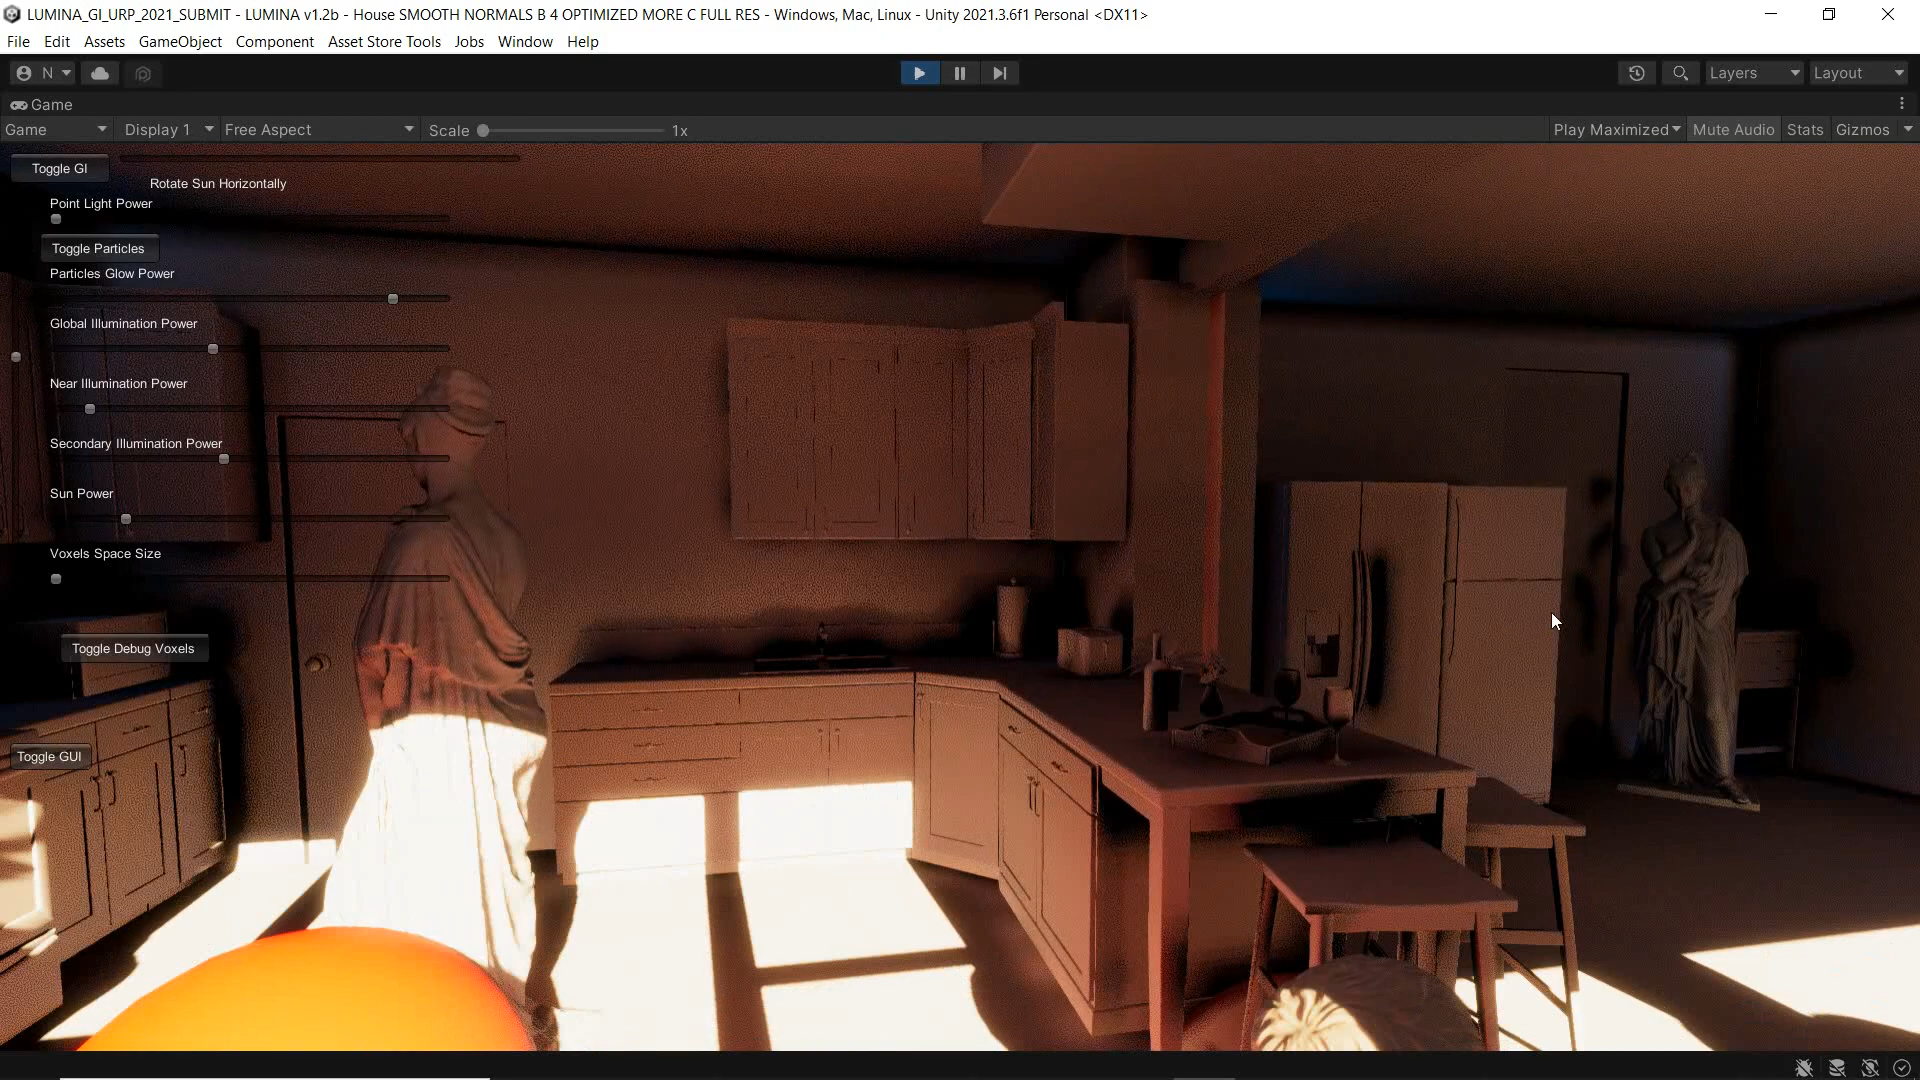 LUMINA_GI_URP_2021_SUBMIT - LUMINA v1.2b - House SMOOTH NORMALS B 4 OPTIMIZED MORE C FULL RES - Windows, Mac, Linux - Unity 2021.3.6f1 Personal <DX11>
File Edit Assets GameObject Component Asset Store Tools Jobs Window Help
N Layers Layout
Game
Game Display 1 Free Aspect Scale 1x Play Maximized Mute Audio Stats Gizmos
Toggle GI
Rotate Sun Horizontally
Point Light Power
Toggle Particles
Particles Glow Power
Global Illumination Power
Near Illumination Power
Secondary Illumination Power
Sun Power
Voxels Space Size
Toggle Debug Voxels
Toggle GUI